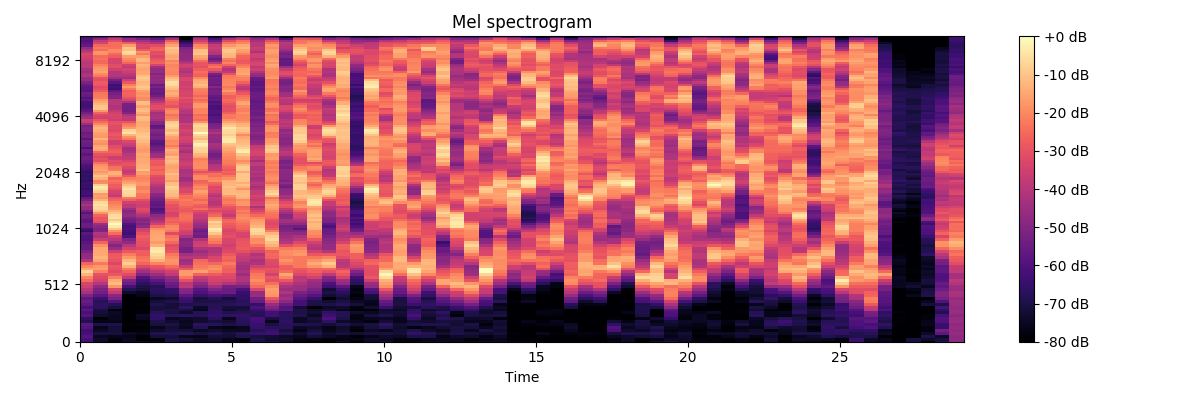 Mel spectrogram
8192
4096
2048
1024
512
0
Hz
0 5 10 15 20 25
Time
+0 dB
-10 dB
-20 dB
-30 dB
-40 dB
-50 dB
-60 dB
-70 dB
-80 dB